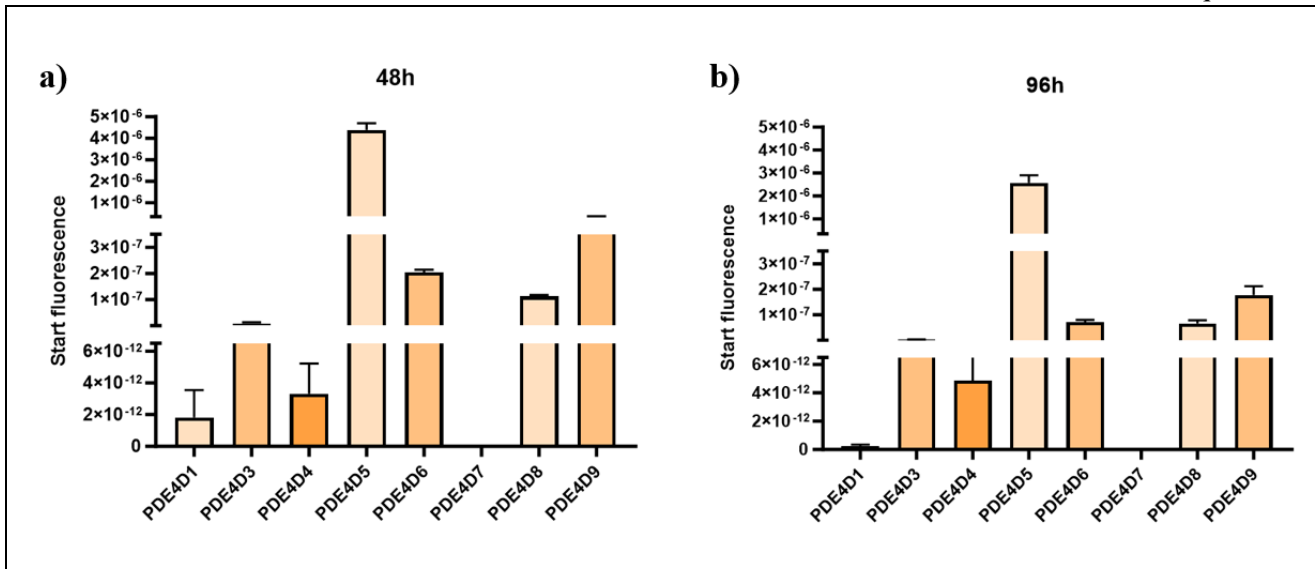 a)
48h
Start fluorescence
5×10⁻⁶
4×10⁻⁶
3×10⁻⁶
2×10⁻⁶
1×10⁻⁶
3×10⁻⁷
2×10⁻⁷
1×10⁻⁷
6×10⁻¹²
4×10⁻¹²
2×10⁻¹²
0
PDE4D1
PDE4D3
PDE4D4
PDE4D5
PDE4D6
PDE4D7
PDE4D8
PDE4D9
b)
96h
Start fluorescence
5×10⁻⁶
4×10⁻⁶
3×10⁻⁶
2×10⁻⁶
1×10⁻⁶
3×10⁻⁷
2×10⁻⁷
1×10⁻⁷
6×10⁻¹²
4×10⁻¹²
2×10⁻¹²
0
PDE4D1
PDE4D3
PDE4D4
PDE4D5
PDE4D6
PDE4D7
PDE4D8
PDE4D9